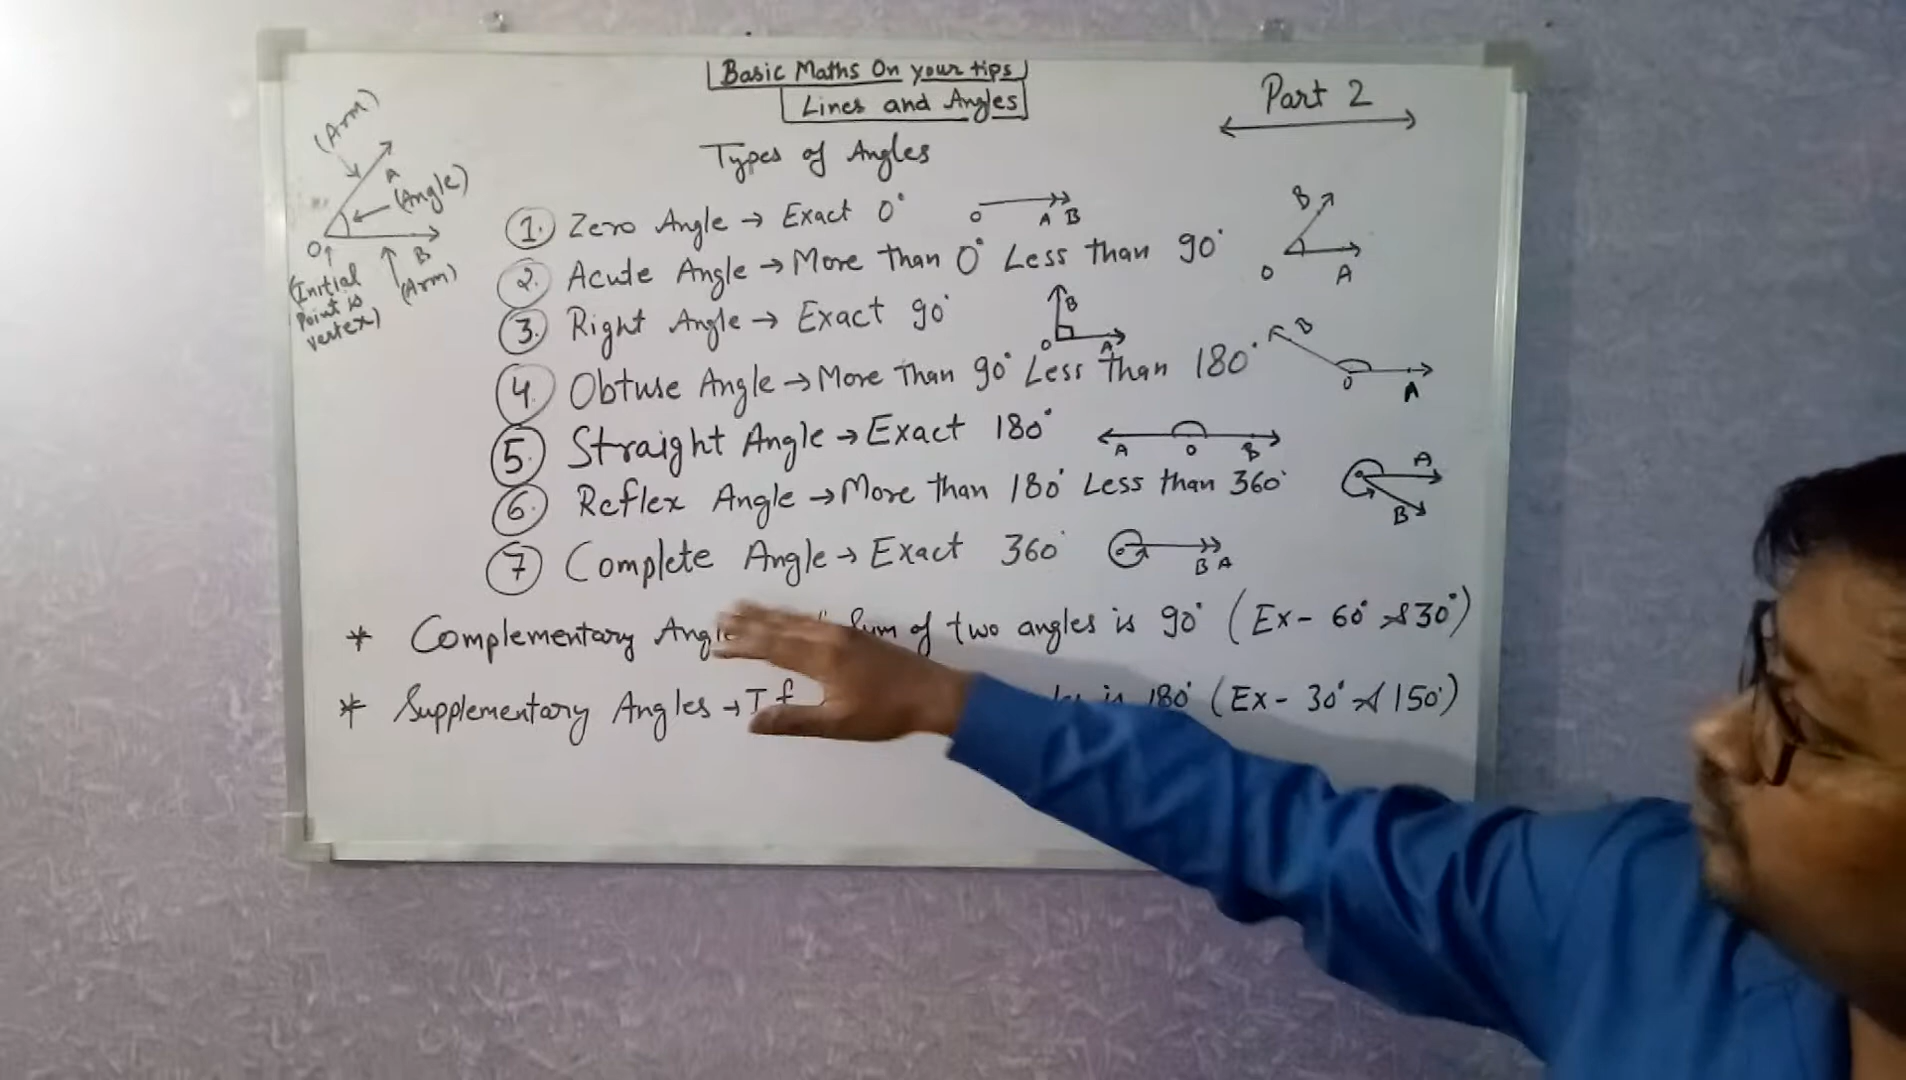 Basic Maths On your tips
Lines and Angles
Part 2
Types of Angles
(Arm)
A
(Angle)
O
B
(Initial Point is vertex)
(Arm)
1. Zero Angle → Exact 0°
O A B
2. Acute Angle → More than 0° Less than 90°
B
O A
3. Right Angle → Exact 90°
B
O A
4. Obtuse Angle → More than 90° Less than 180°
B
O A
5. Straight Angle → Exact 180°
A O B
6. Reflex Angle → More than 180° Less than 360°
A
B
7 Complete Angle → Exact 360°
O B A
* Complementary Sum of two angles is 90° (Ex - 60° & 30°)
* Supplementary Angles → If is 180° (Ex - 30° & 150°)